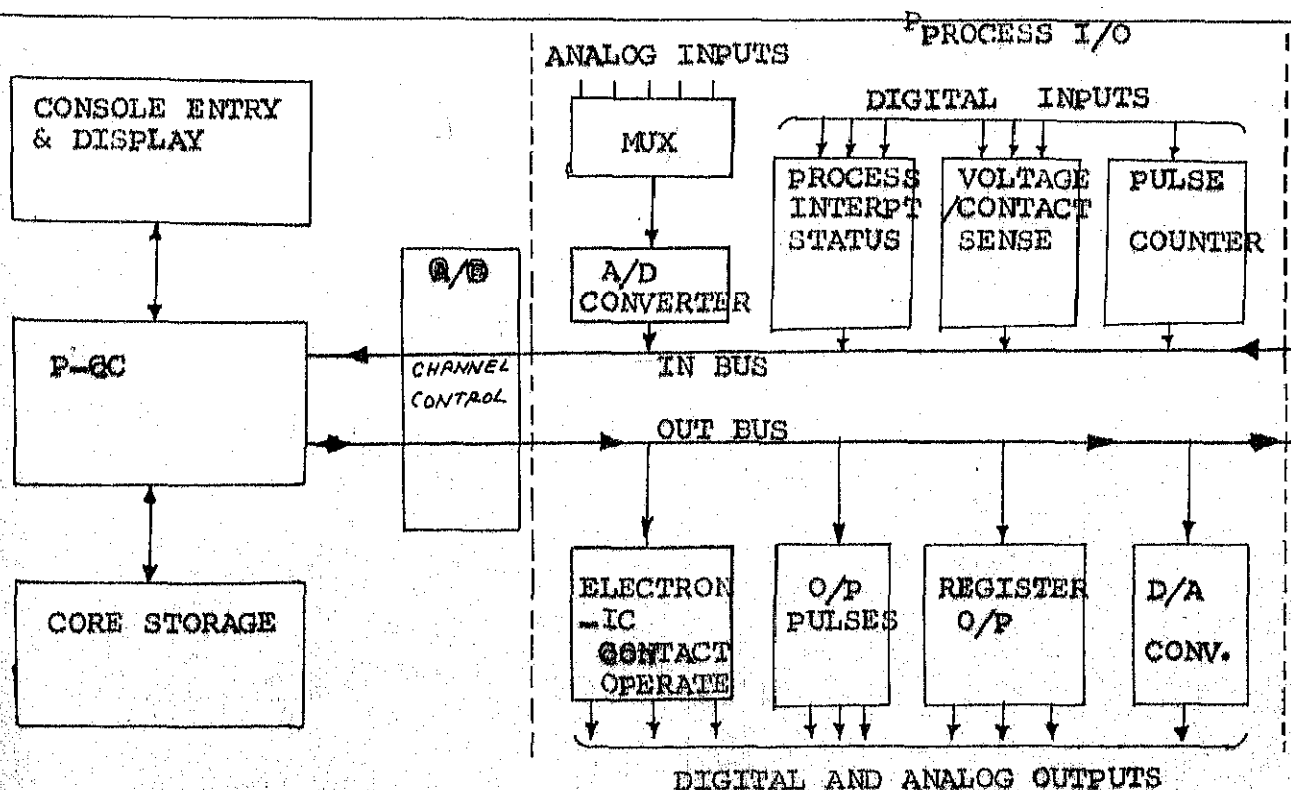 PPROCESS I/O
ANALOG INPUTS
CONSOLE ENTRY
& DISPLAY
MUX
DIGITAL INPUTS
PROCESS
INTERPT
STATUS
VOLTAGE
/CONTACT
SENSE
PULSE
COUNTER
A/D
CONVERTER
CHANNEL
CONTROL
IN BUS
OUT BUS
CORE STORAGE
ELECTRON
-IC
CONTACT
OPERATE
O/P
PULSES
REGISTER
O/P
D/A
CONV.
DIGITAL AND ANALOG OUTPUTS